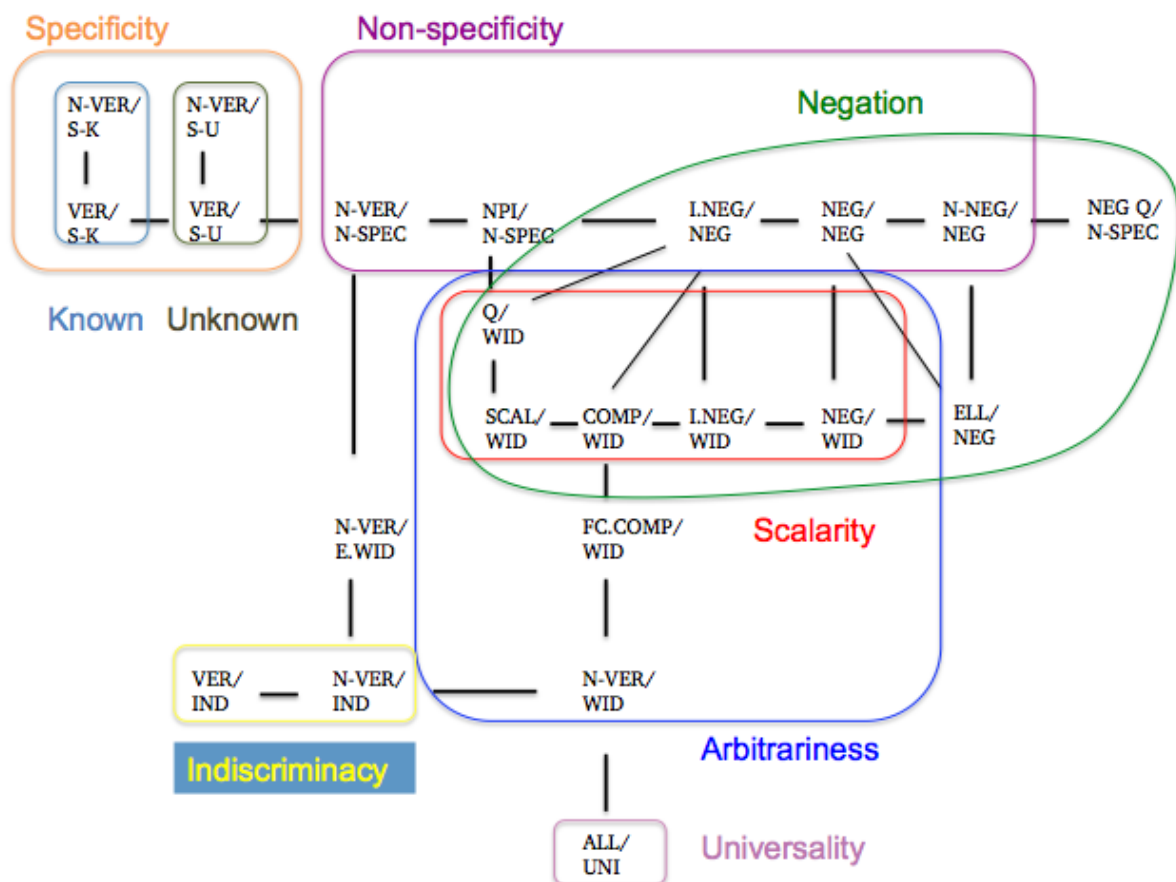 Specificity
Non-specificity
Negation
N-VER/
S-K
N-VER/
S-U
VER/
S-K
VER/
S-U
N-VER/
N-SPEC
NPI/
N-SPEC
I.NEG/
NEG
NEG/
NEG
N-NEG/
NEG
NEG Q/
N-SPEC
Known
Unknown
Q/
WID
SCAL/
WID
COMP/
WID
I.NEG/
WID
NEG/
WID
ELL/
NEG
N-VER/
E.WID
FC.COMP/
WID
Scalarity
VER/
IND
N-VER/
IND
N-VER/
WID
Indiscriminacy
Arbitrariness
ALL/
UNI
Universality